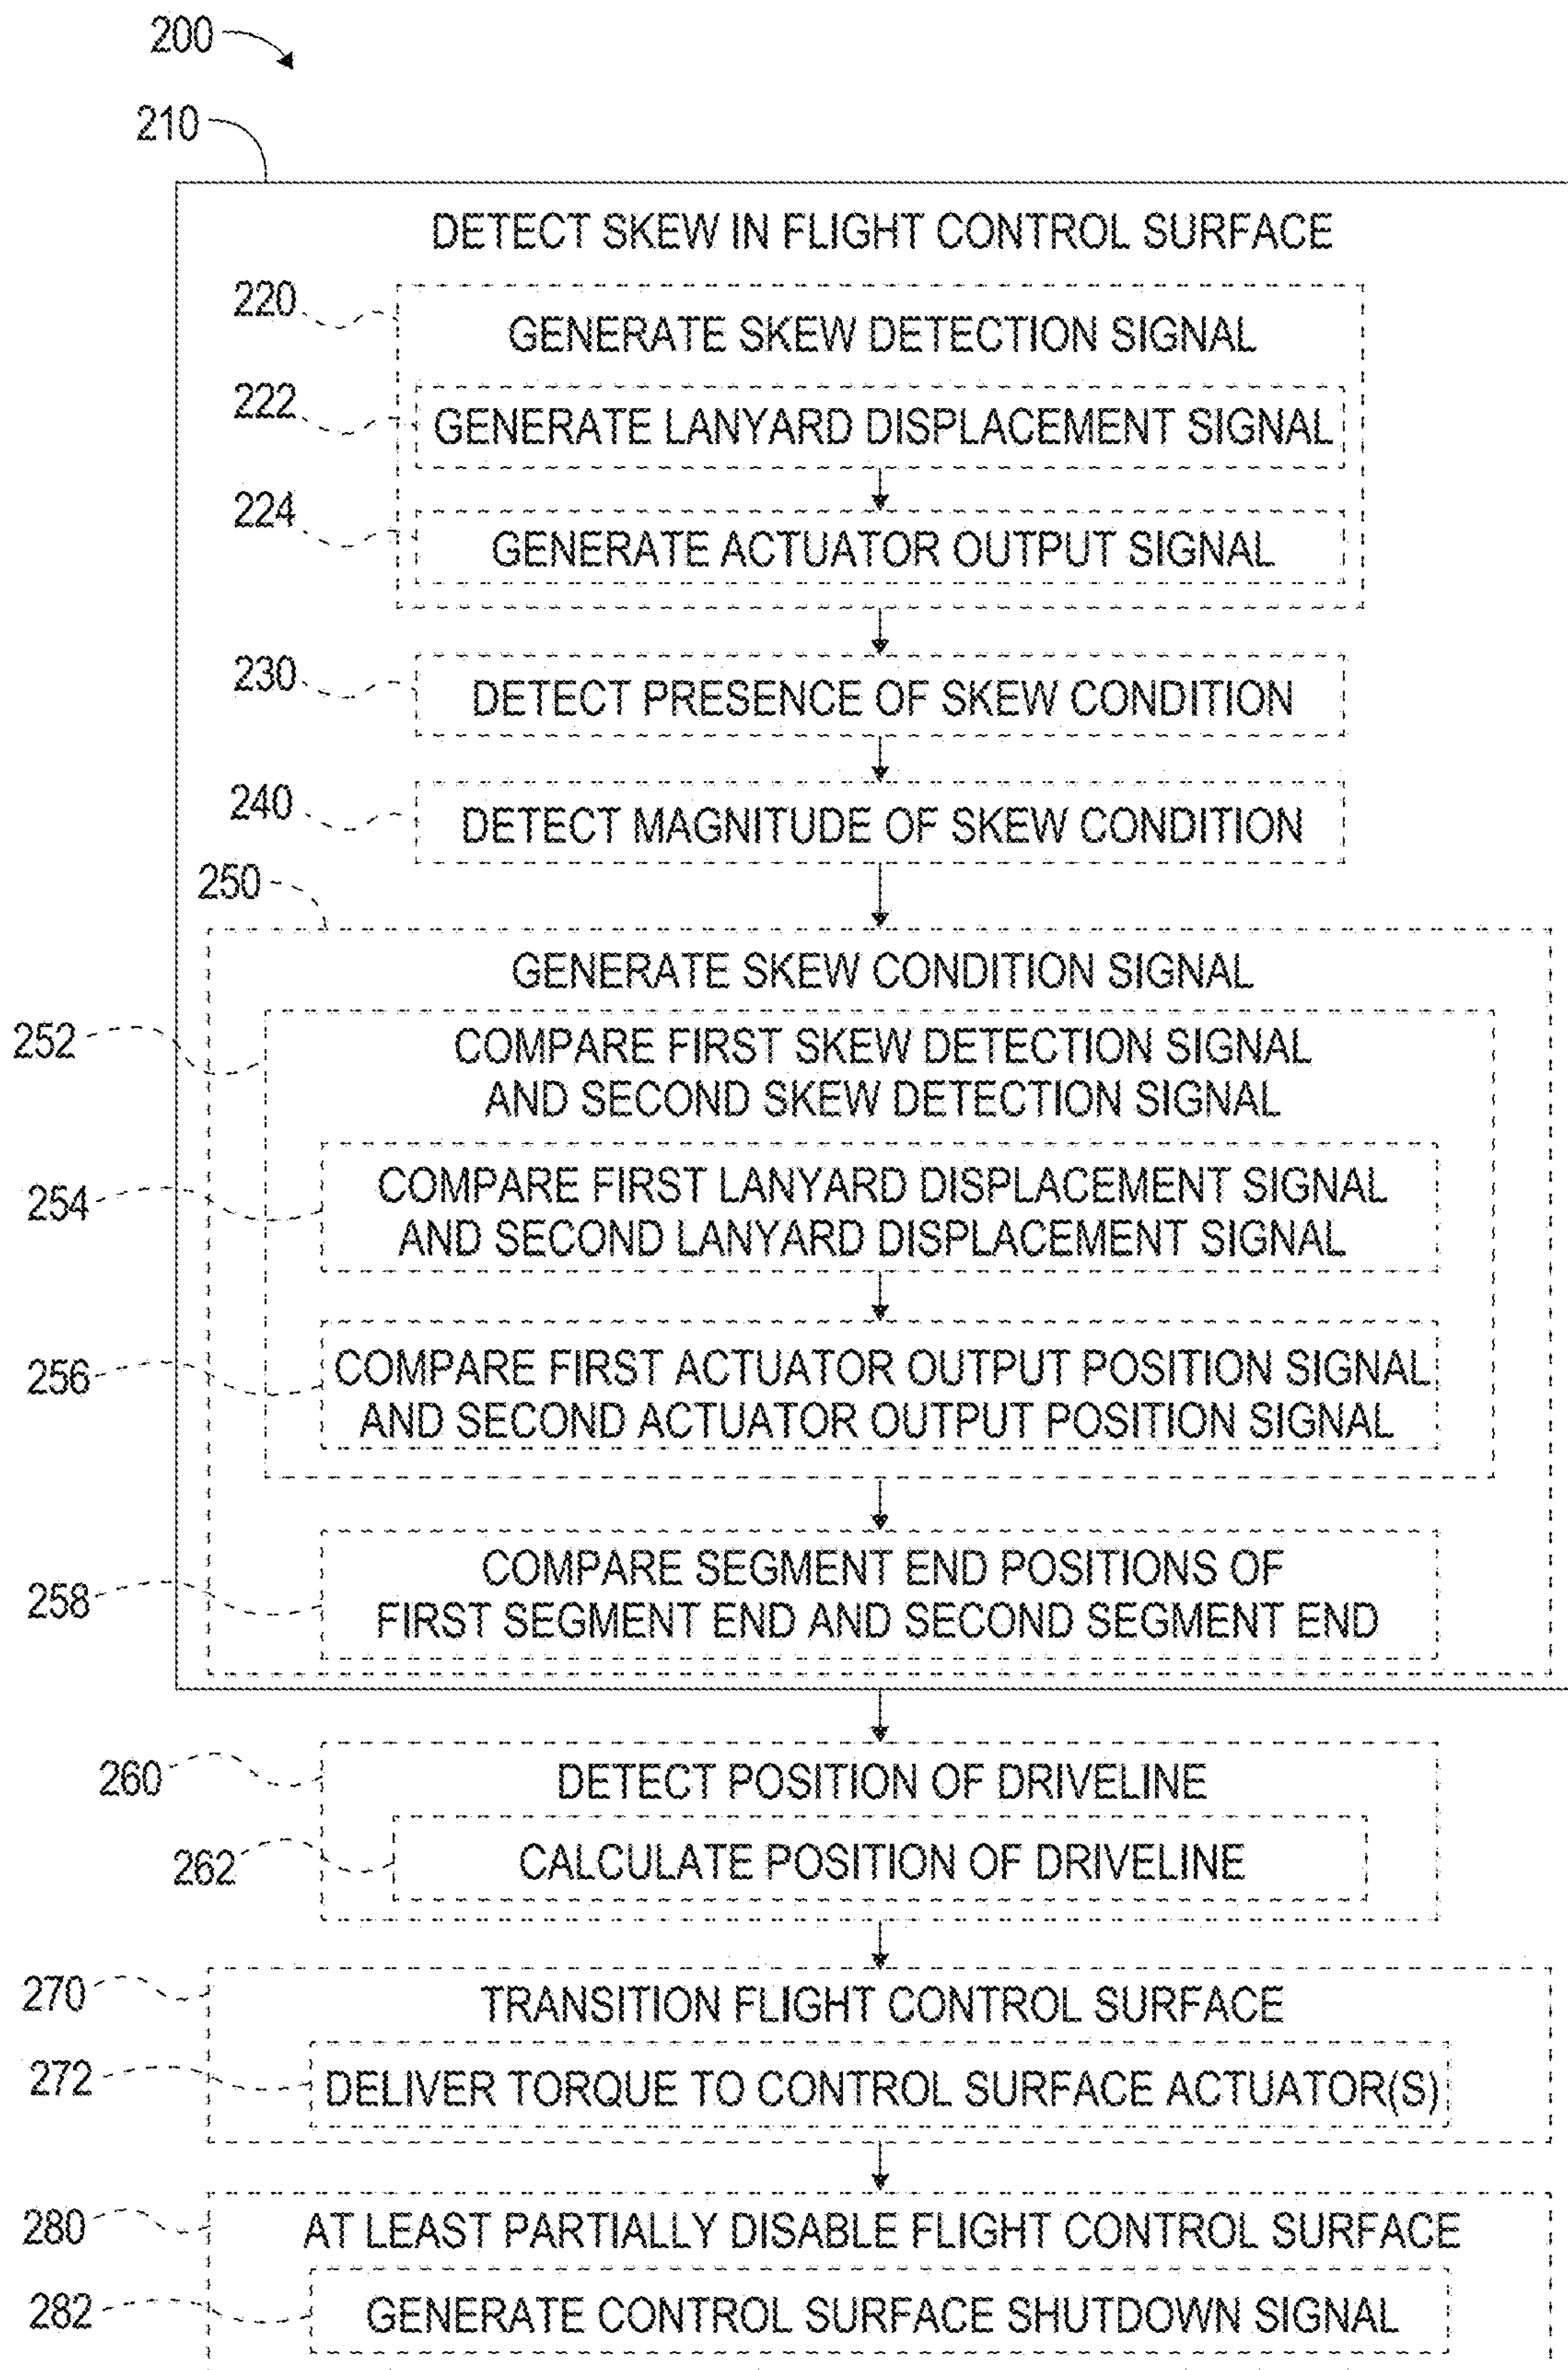 200
210
DETECT SKEW IN FLIGHT CONTROL SURFACE
220
GENERATE SKEW DETECTION SIGNAL
222
GENERATE LANYARD DISPLACEMENT SIGNAL
224
GENERATE ACTUATOR OUTPUT SIGNAL
230
DETECT PRESENCE OF SKEW CONDITION
240
DETECT MAGNITUDE OF SKEW CONDITION
250
GENERATE SKEW CONDITION SIGNAL
252
COMPARE FIRST SKEW DETECTION SIGNAL
AND SECOND SKEW DETECTION SIGNAL
254
COMPARE FIRST LANYARD DISPLACEMENT SIGNAL
AND SECOND LANYARD DISPLACEMENT SIGNAL
256
COMPARE FIRST ACTUATOR OUTPUT POSITION SIGNAL
AND SECOND ACTUATOR OUTPUT POSITION SIGNAL
258
COMPARE SEGMENT END POSITIONS OF
FIRST SEGMENT END AND SECOND SEGMENT END
260
DETECT POSITION OF DRIVELINE
262
CALCULATE POSITION OF DRIVELINE
270
TRANSITION FLIGHT CONTROL SURFACE
272
DELIVER TORQUE TO CONTROL SURFACE ACTUATOR(S)
280
AT LEAST PARTIALLY DISABLE FLIGHT CONTROL SURFACE
282
GENERATE CONTROL SURFACE SHUTDOWN SIGNAL